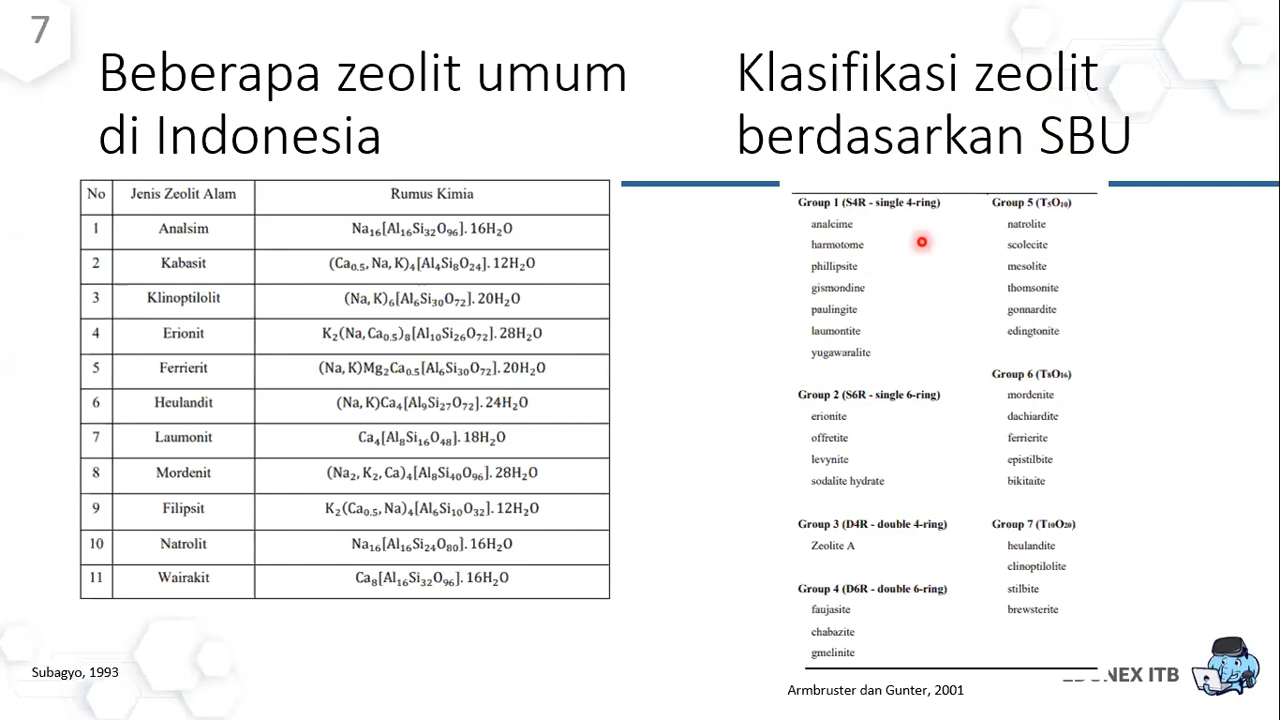 7
Beberapa zeolit umum
di Indonesia
No Jenis Zeolit Alam Rumus Kimia
1 Analsim Na₁₆[Al₁₆Si₃₂O₉₆]. 16H₂O
2 Kabasit (Ca₀.₅, Na, K)₄[Al₄Si₈O₂₄]. 12H₂O
3 Klinoptilolit (Na, K)₆[Al₆Si₃₀O₇₂]. 20H₂O
4 Erionit K₂(Na, Ca₀.₅)₈[Al₁₀Si₂₆O₇₂]. 28H₂O
5 Ferrierit (Na, K)Mg₂Ca₀.₅[Al₆Si₃₀O₇₂]. 20H₂O
6 Heulandit (Na, K)Ca₄[Al₉Si₂₇O₇₂]. 24H₂O
7 Laumonit Ca₄[Al₈Si₁₆O₄₈]. 18H₂O
8 Mordenit (Na₂, K₂, Ca)₄[Al₈Si₄₀O₉₆]. 28H₂O
9 Filipsit K₂(Ca₀.₅, Na)₄[Al₆Si₁₀O₃₂]. 12H₂O
10 Natrolit Na₁₆[Al₁₆Si₂₄O₈₀]. 16H₂O
11 Wairakit Ca₈[Al₁₆Si₃₂O₉₆]. 16H₂O
Subagyo, 1993
Klasifikasi zeolit
berdasarkan SBU
Group 1 (S4R - single 4-ring)
analcime
harmotome
phillipsite
gismondine
paulingite
laumontite
yugawaralite
Group 2 (S6R - single 6-ring)
erionite
offretite
levynite
sodalite hydrate
Group 3 (D4R - double 4-ring)
Zeolite A
Group 4 (D6R - double 6-ring)
faujasite
chabazite
gmelinite
Group 5 (T₅O₁₀)
natrolite
scolecite
mesolite
thomsonite
gonnardite
edingtonite
Group 6 (T₈O₁₆)
mordenite
dachiardite
ferrierite
epistilbite
bikitaite
Group 7 (T₁₀O₂₀)
heulandite
clinoptilolite
stilbite
brewsterite
Armbruster dan Gunter, 2001
ITB